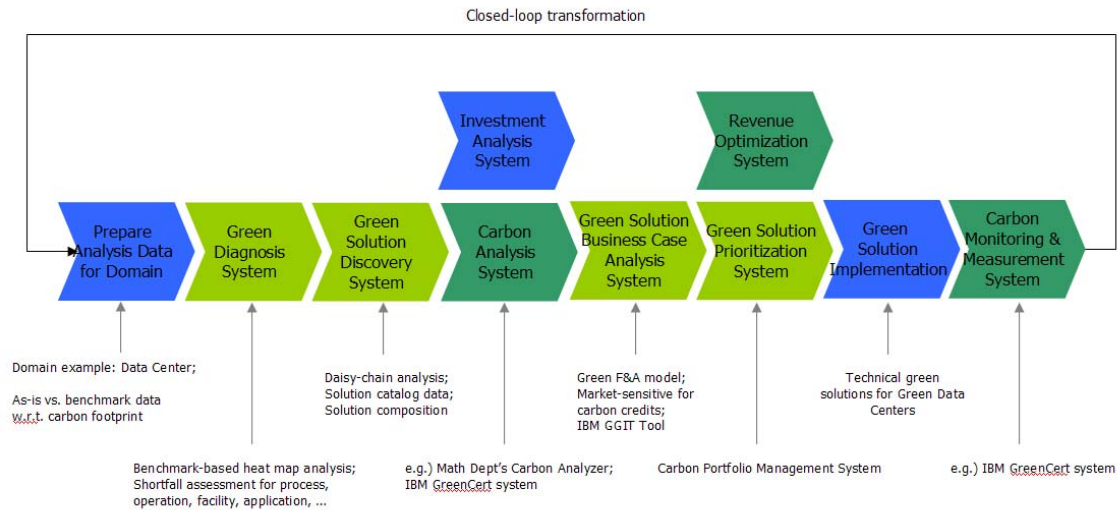 Closed-loop transformation
Investment
Analysis
System
Revenue
Optimization
System
Prepare
Analysis Data
for Domain
Green
Diagnosis
System
Green
Solution
Discovery
System
Carbon
Analysis
System
Green Solution
Business Case
Analysis
System
Green Solution
Prioritization
System
Green
Solution
Implementation
Carbon
Monitoring &
Measurement
System
Domain example: Data Center;
As-is vs. benchmark data
w.r.t. carbon footprint
Daisy-chain analysis;
Solution catalog data;
Solution composition
Green F&A model;
Market-sensitive for
carbon credits;
IBM GGIT Tool
Technical green
solutions for Green Data
Centers
Benchmark-based heat map analysis;
Shortfall assessment for process,
operation, facility, application, ...
e.g.) Math Dept's Carbon Analyzer;
IBM GreenCert system
Carbon Portfolio Management System
e.g.) IBM GreenCert system